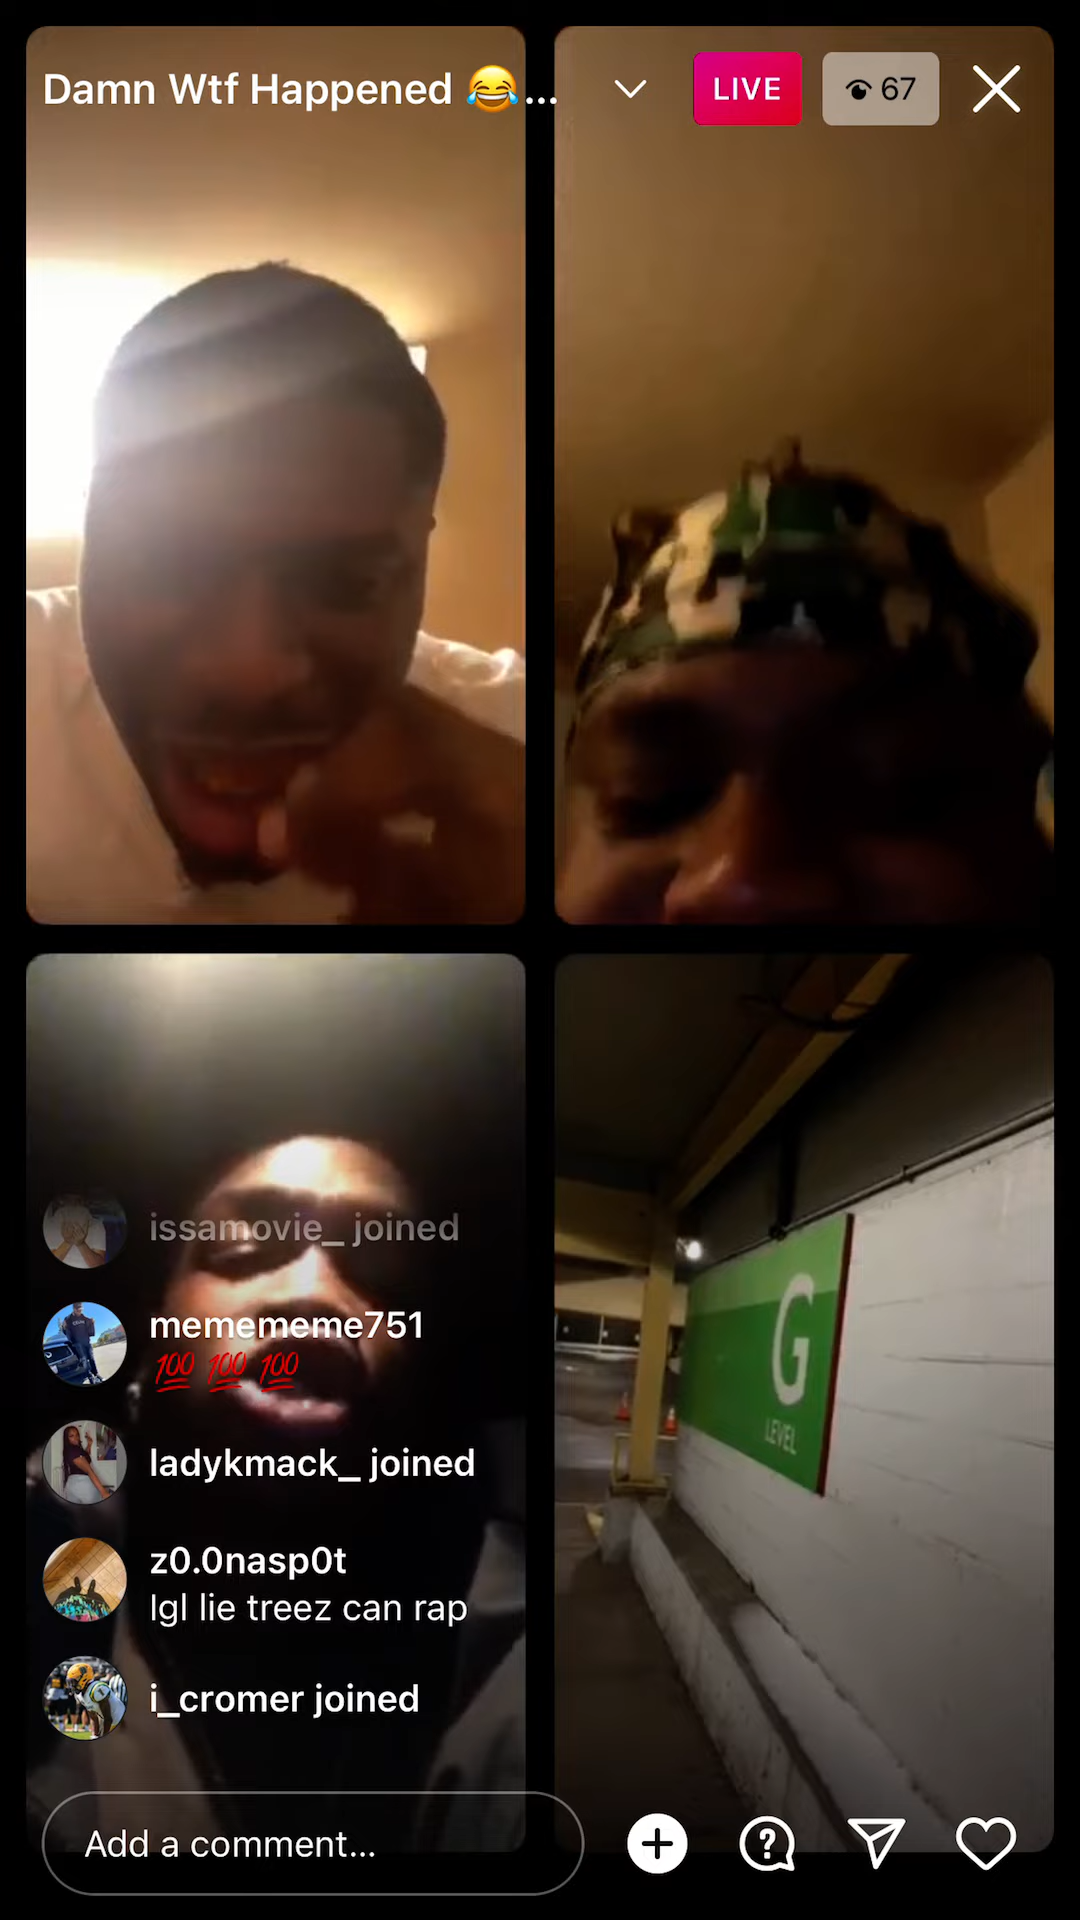 Damn Wtf Happened 😂...
LIVE
67
issamovie_ joined
memememe751
💯 💯 💯
ladykmack_ joined
z0.0nasp0t
Igl lie treez can rap
i_cromer joined
G
LEVEL
Add a comment...